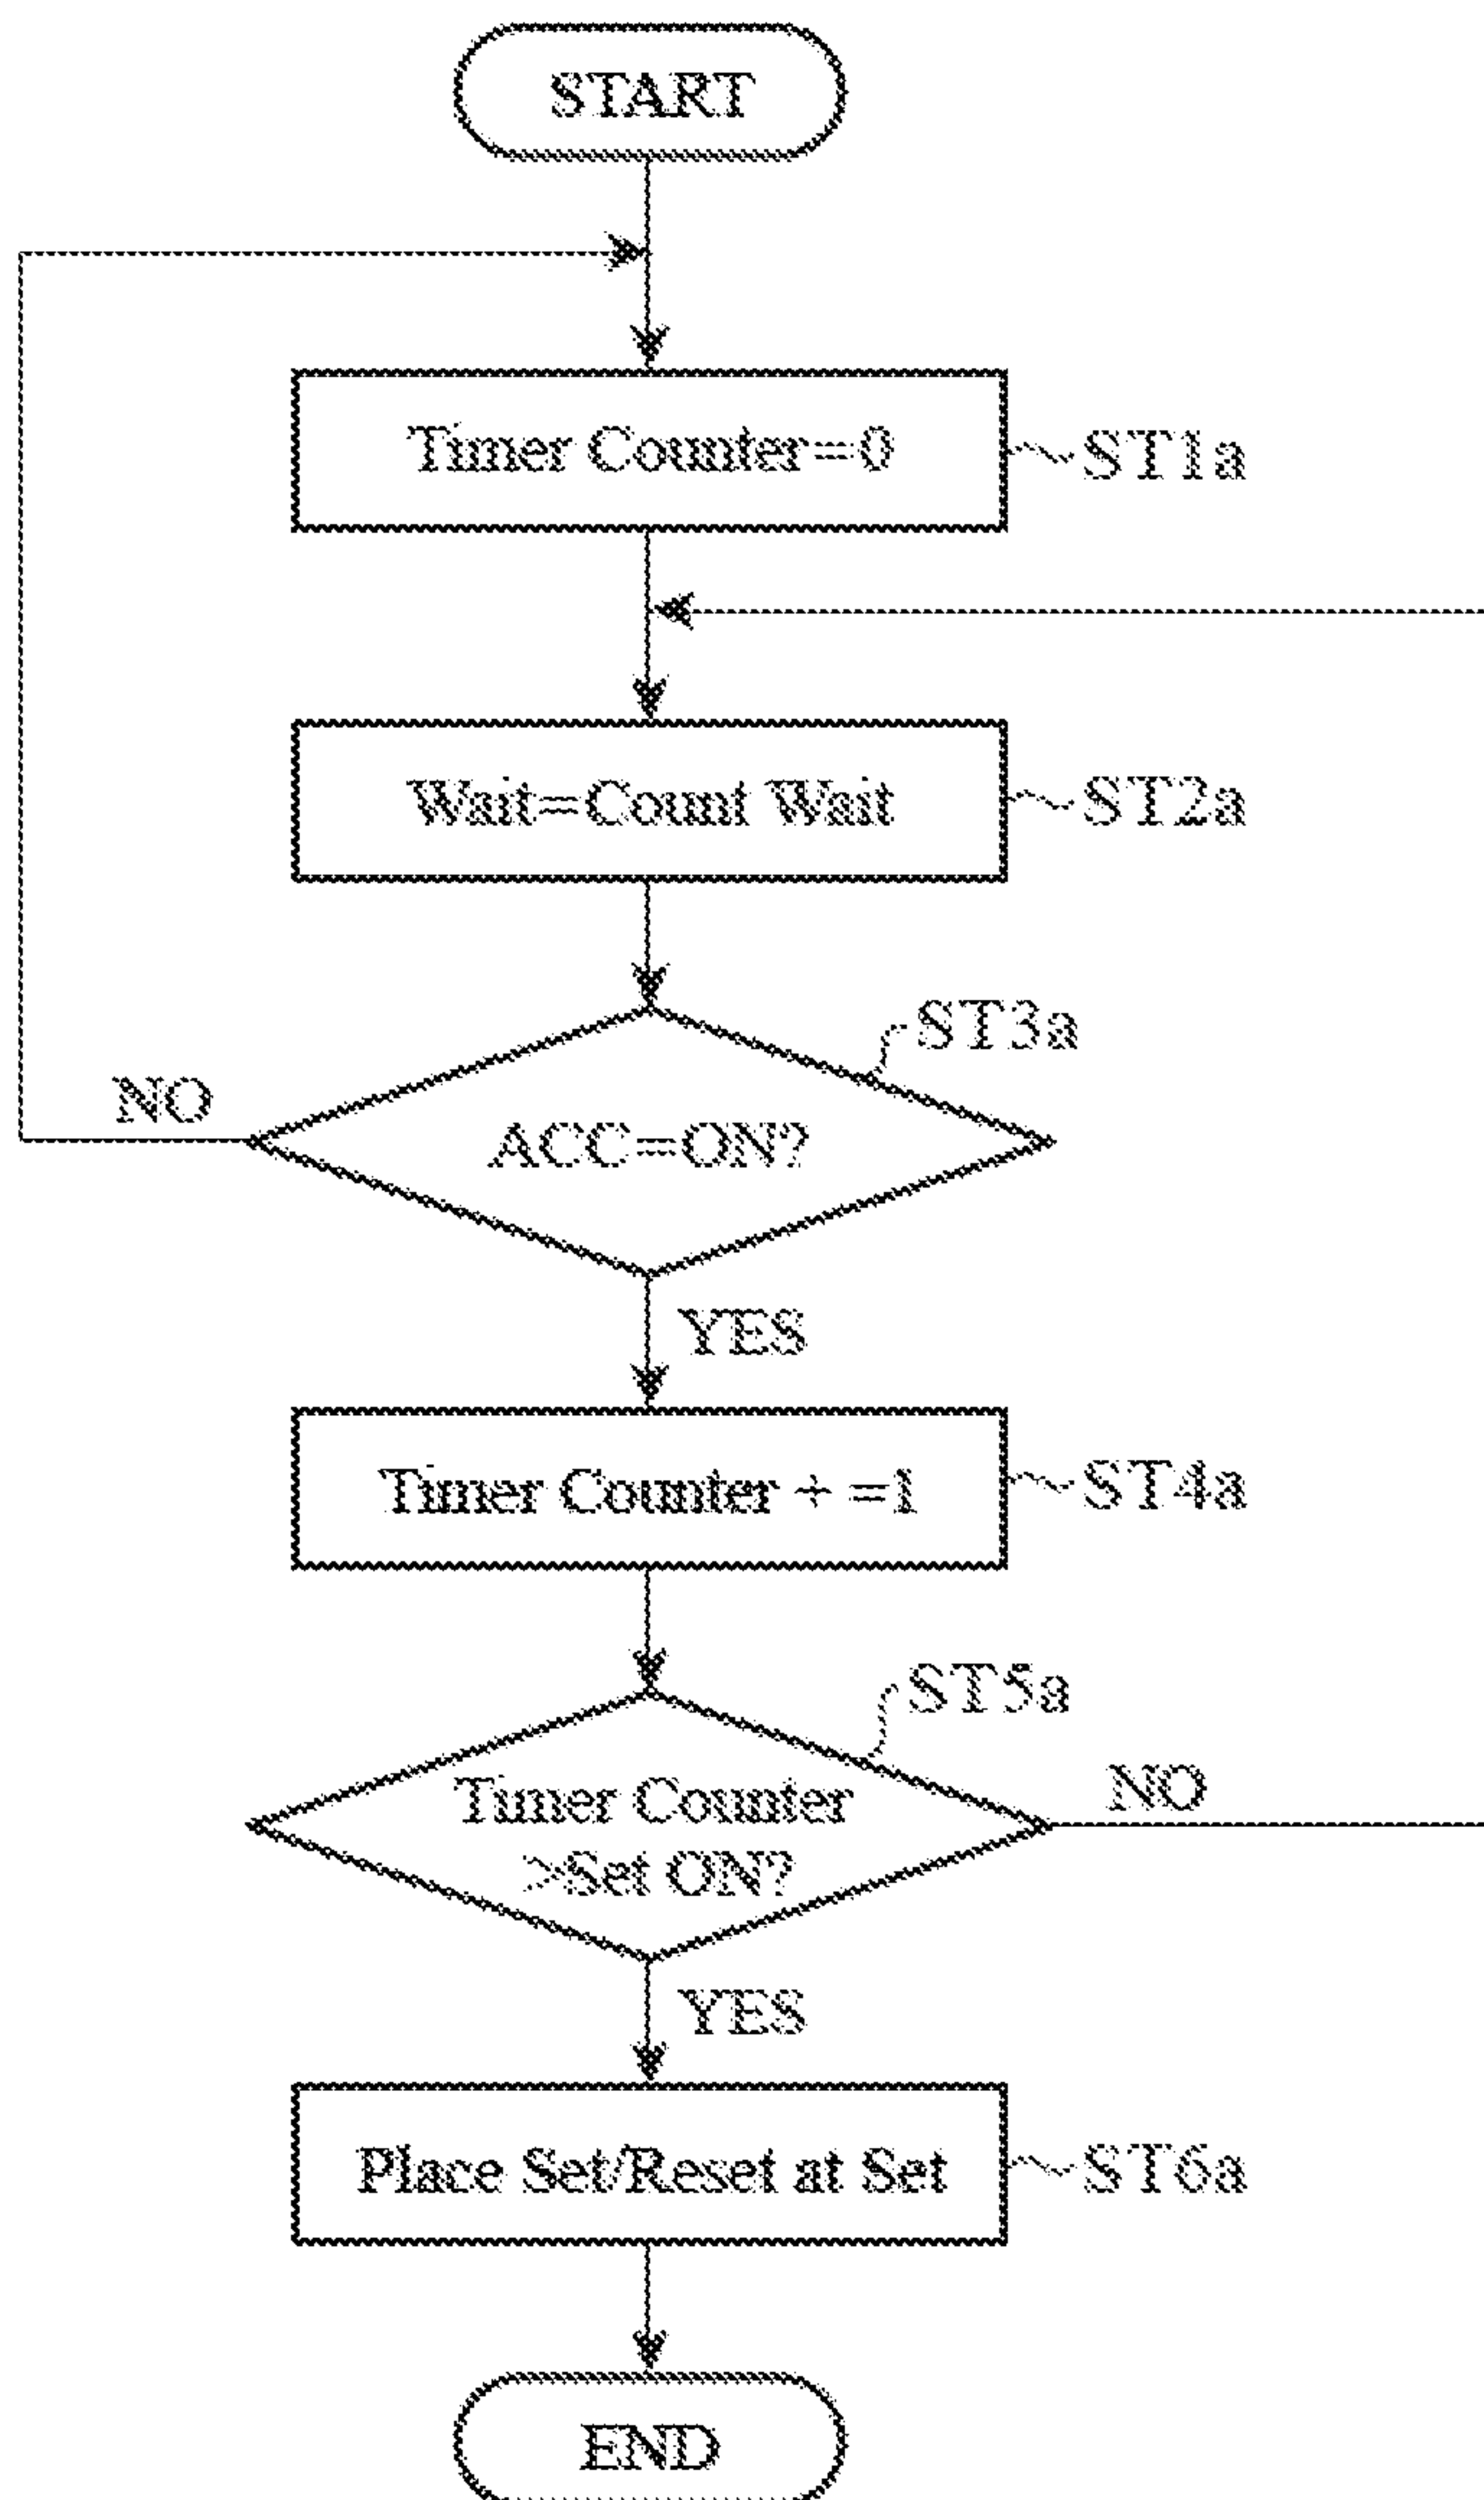 START
Timer Counter=0
ST1a
Wait=Count Wait
ST2a
ST3a
NO
ACC=ON?
YES
Timer Counter + =1
ST4a
ST5a
NO
Timer Counter
>Set ON?
YES
Place Set/Reset at Set
ST6a
END